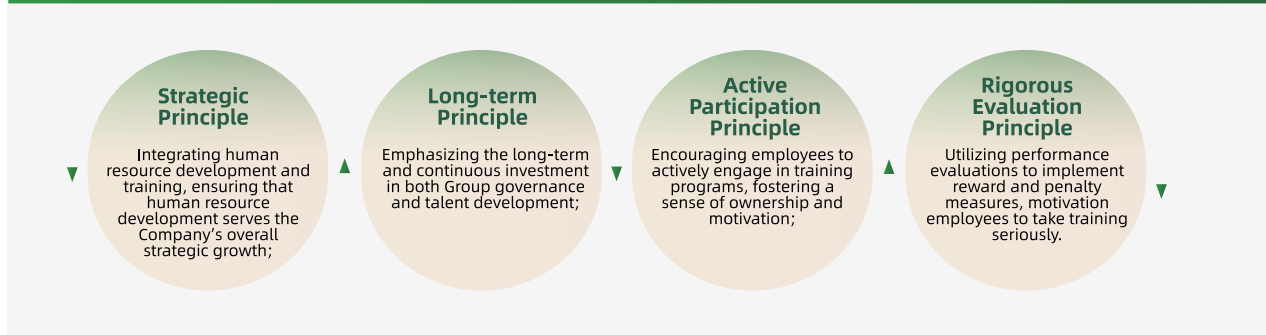 Strategic
Principle
Integrating human
resource development and
training, ensuring that
human resource
development serves the
Company's overall
strategic growth;
Long-term
Principle
Emphasizing the long-term
and continuous investment
in both Group governance
and talent development;
Active
Participation
Principle
Encouraging employees to
actively engage in training
programs, fostering a
sense of ownership and
motivation;
Rigorous
Evaluation
Principle
Utilizing performance
evaluations to implement
reward and penalty
measures, motivation
employees to take training
seriously.